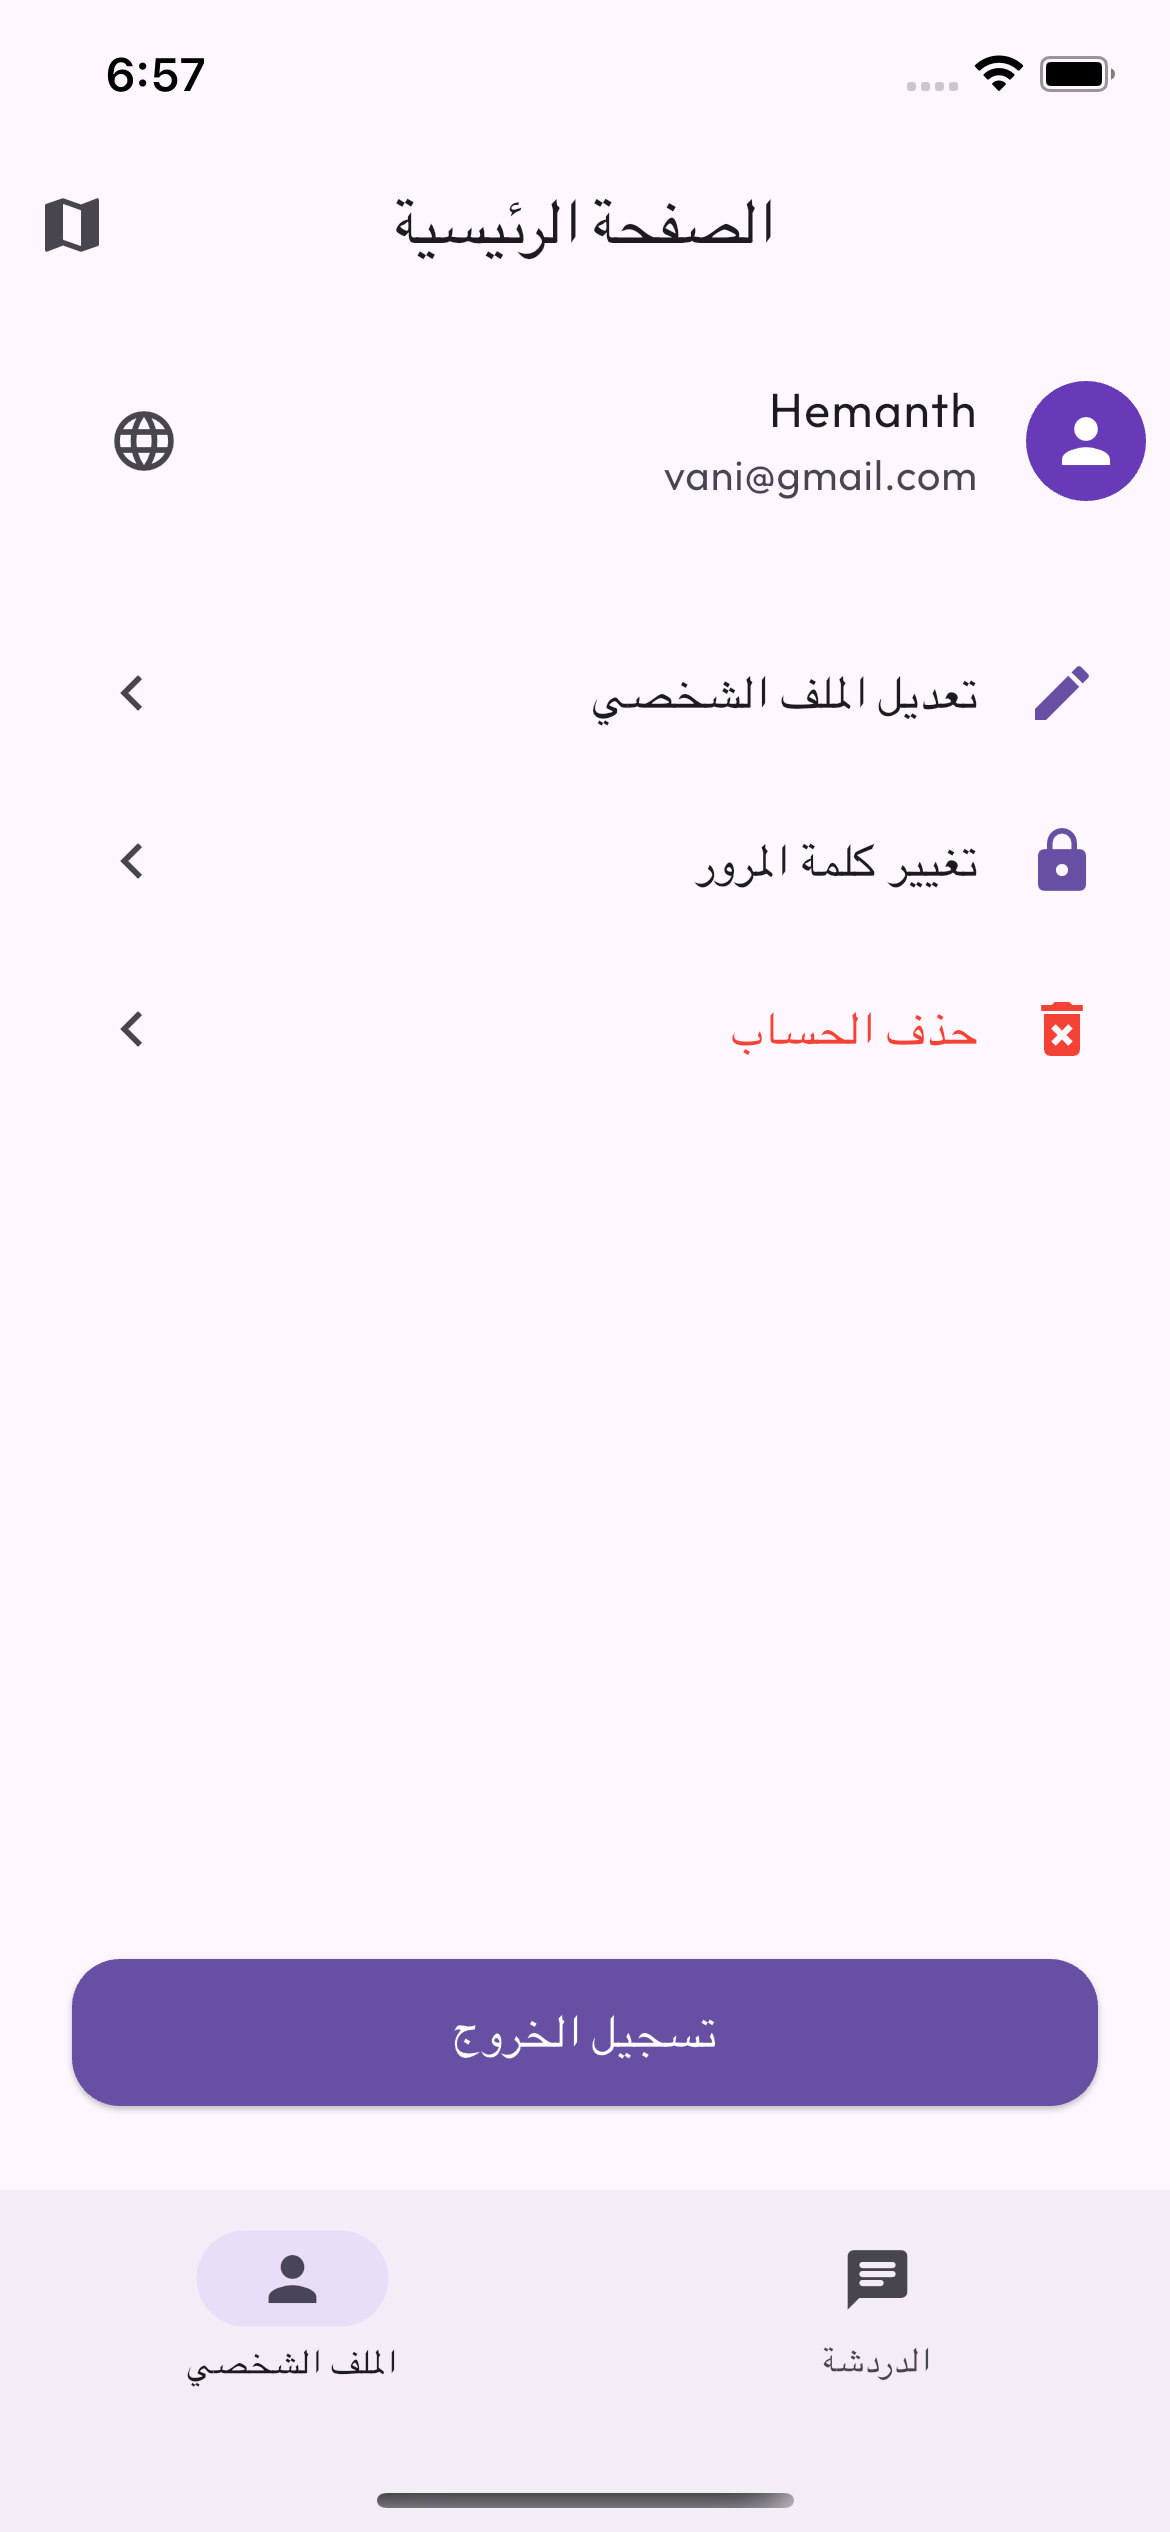 6:57
الصفحة الرئيسية
Hemanth
vani@gmail.com
تعديل الملف الشخصي
تغيير كلمة المرور
حذف الحساب
تسجيل الخروج
الدردشة
الملف الشخصي